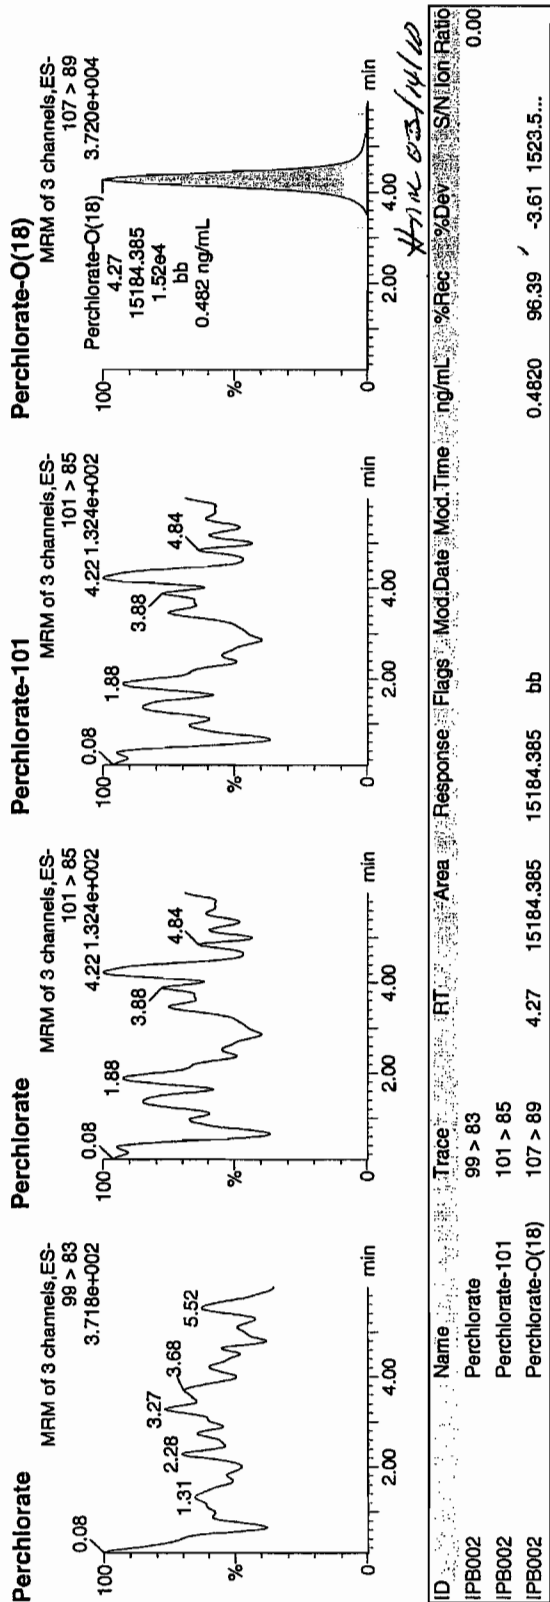 Perchlorate
MRM of 3 channels,ES-
99 > 83
3.718e+002
100
0.08
1.31
2.28
3.27
3.68
5.52
%
0
2.00
4.00
min
Perchlorate
MRM of 3 channels,ES-
101 > 85
4.22 1.324e+002
100
0.08
1.88
3.88
4.84
%
0
2.00
4.00
min
Perchlorate-101
MRM of 3 channels,ES-
101 > 85
4.22 1.324e+002
100
0.08
1.88
3.88
4.84
%
0
2.00
4.00
min
Perchlorate-O(18)
MRM of 3 channels,ES-
107 > 89
3.720e+004
100
Perchlorate-O(18)
4.27
15184.385
1.52e4
bb
0.482 ng/mL
%
0
2.00
4.00
min
03/14/10
ID Name Trace RT Area Response Flags Mod.Date Mod.Time ng/mL %Rec %Dev S/N Ion Ratio
IPB002 Perchlorate 99 > 83 0.00
IPB002 Perchlorate-101 101 > 85
IPB002 Perchlorate-O(18) 107 > 89 4.27 15184.385 15184.385 bb 0.4820 96.39 -3.61 1523.5...